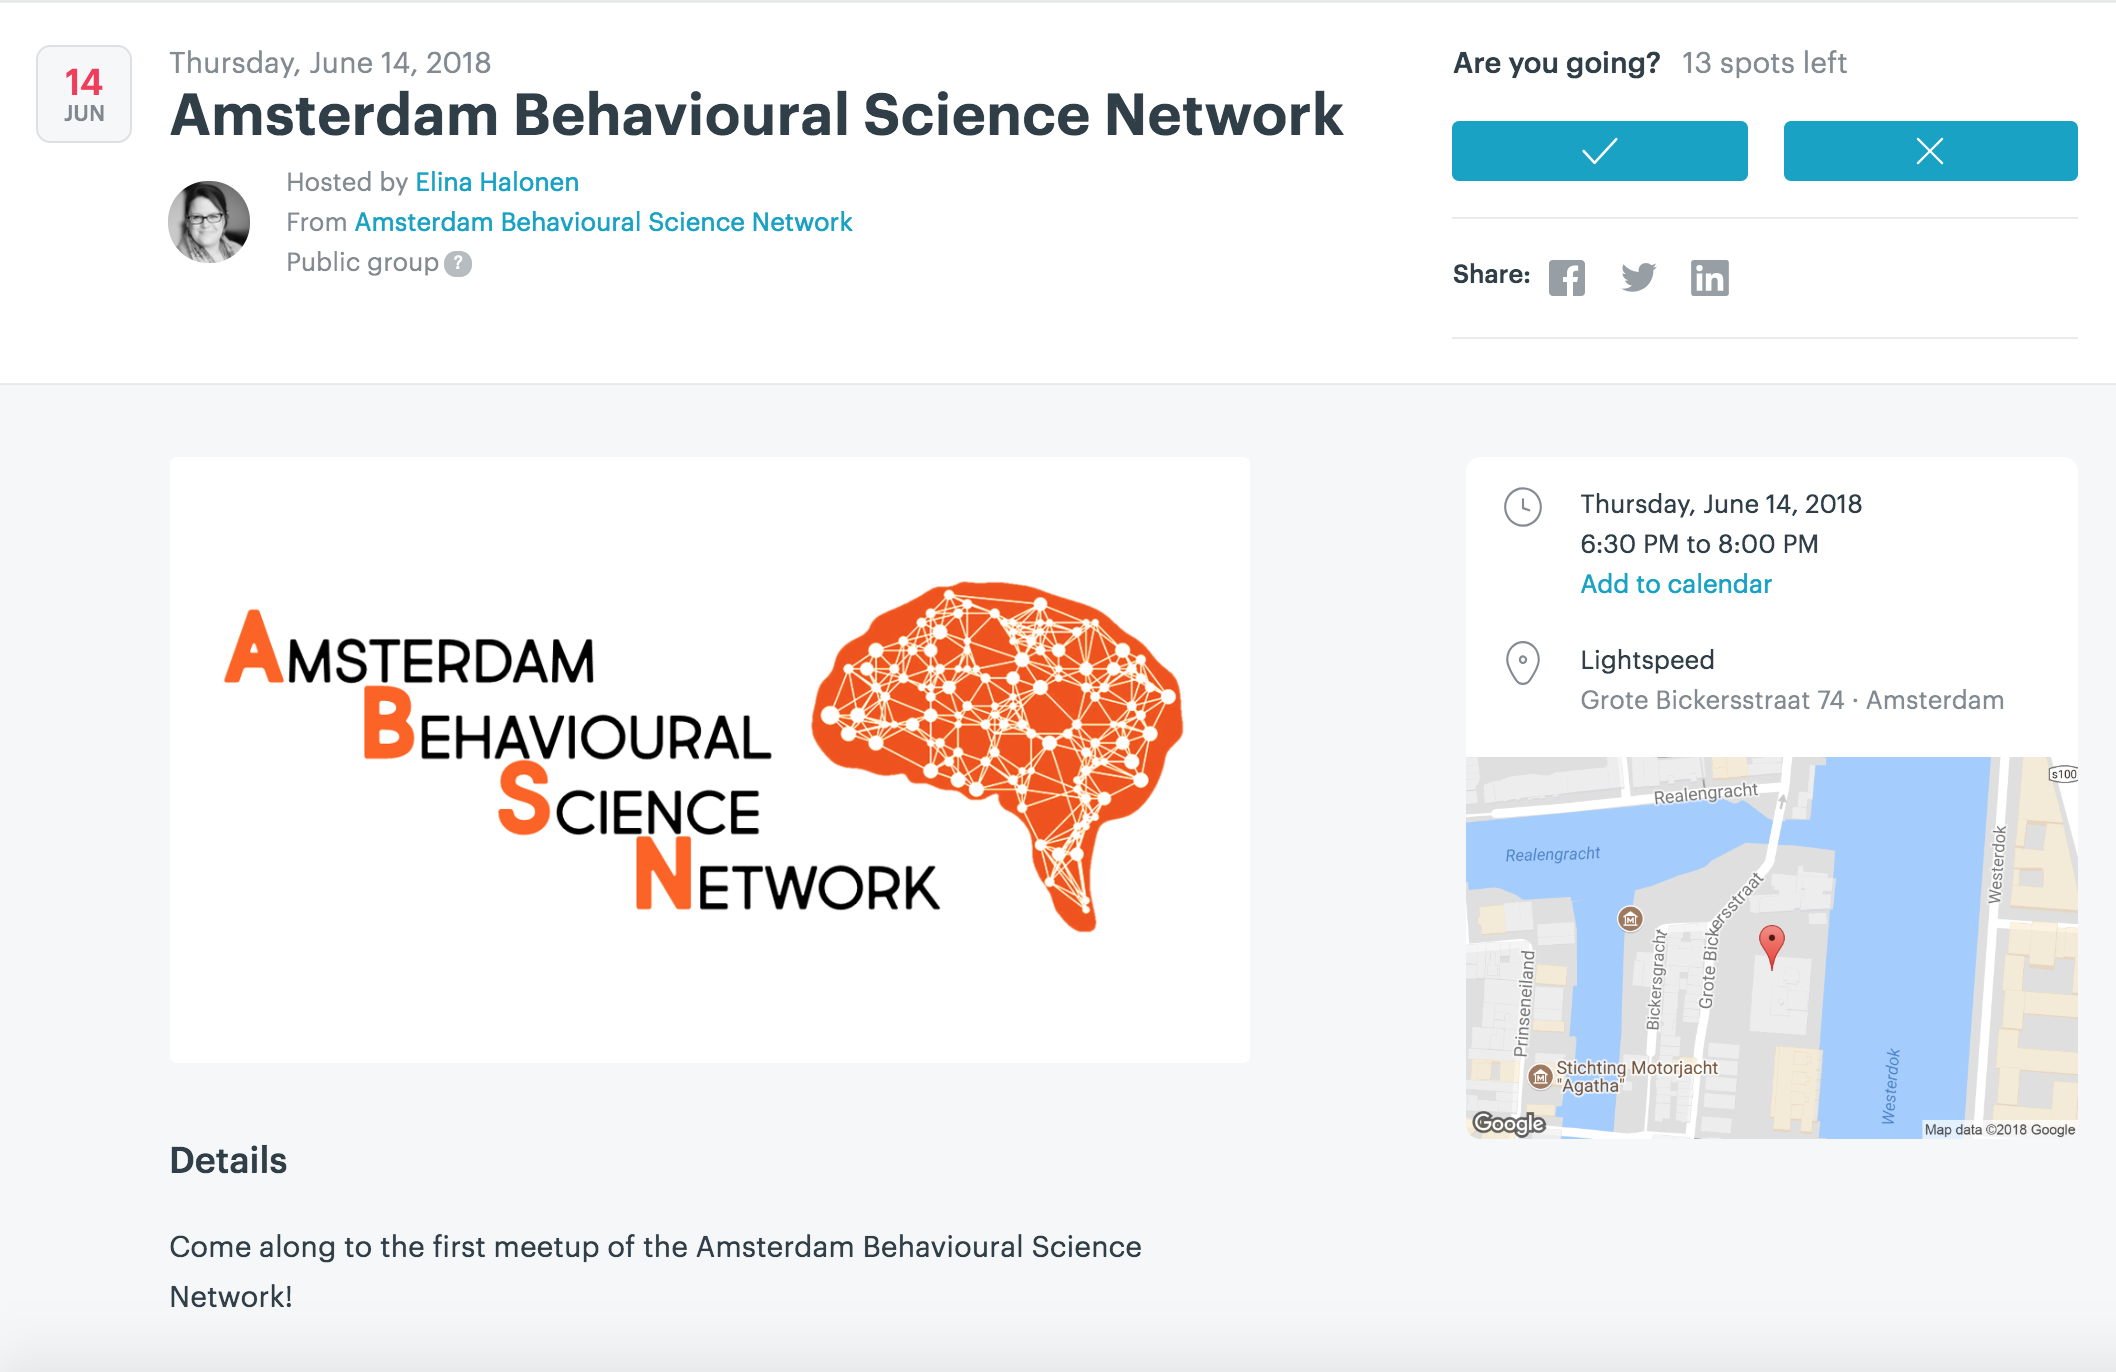 14
JUN
Thursday, June 14, 2018
Amsterdam Behavioural Science Network
Hosted by Elina Halonen
From Amsterdam Behavioural Science Network
Public group ?
Are you going? 13 spots left
Share:
AMSTERDAM
BEHAVIOURAL
SCIENCE
NETWORK
Thursday, June 14, 2018
6:30 PM to 8:00 PM
Add to calendar
Lightspeed
Grote Bickersstraat 74 · Amsterdam
s100
Realengracht
Realengracht
Westerdok
Grote Bickersstraat
Bickersgracht
Prinseneiland
Stichting Motorjacht
"Agatha"
Westerdok
Google
Map data ©2018 Google
Details
Come along to the first meetup of the Amsterdam Behavioural Science
Network!